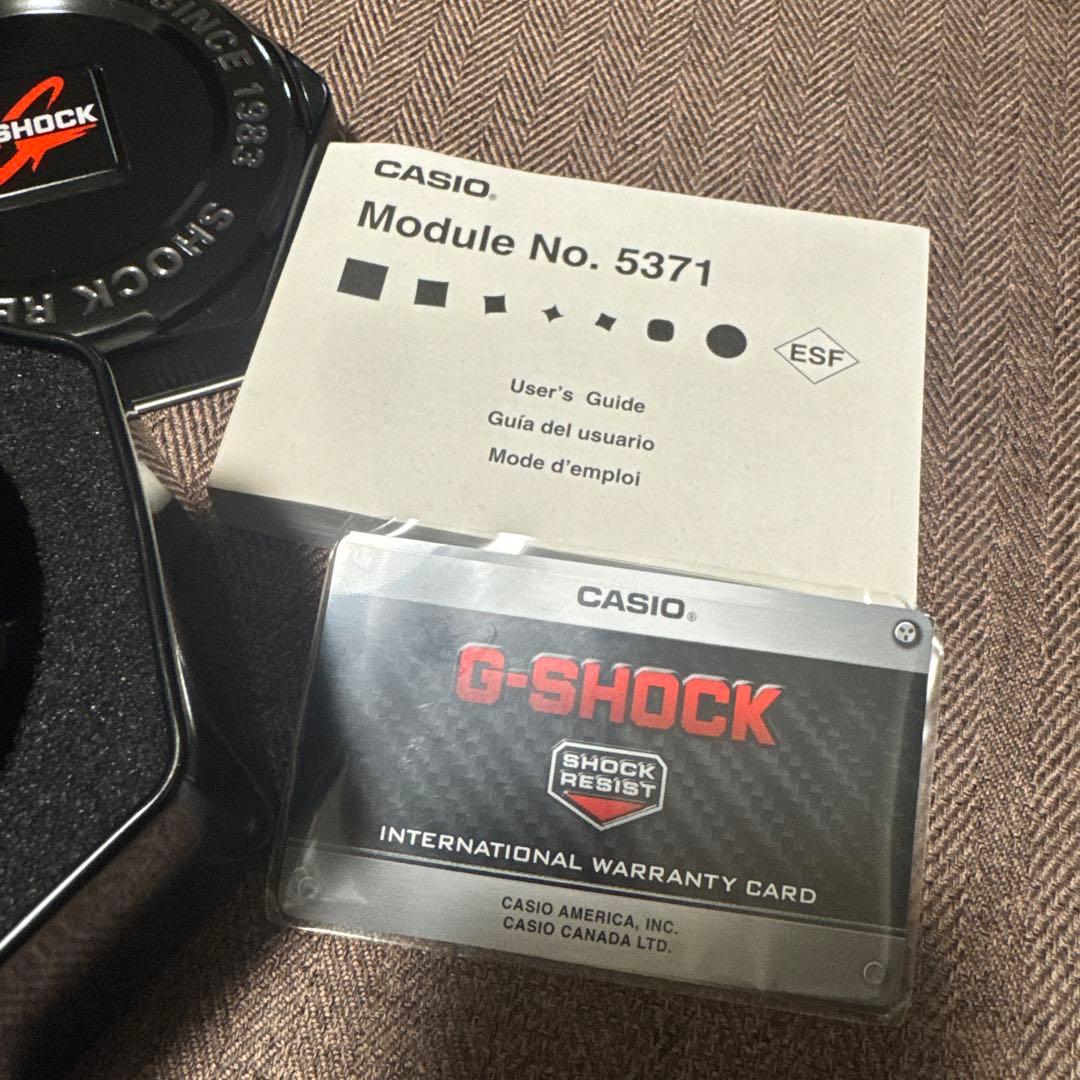 SINCE 1983
SHOCK RE
SHOCK
CASIO®
Module No. 5371
ESF
User's Guide
Guía del usuario
Mode d'emploi
CASIO®
G-SHOCK
SHOCK
RESIST
INTERNATIONAL WARRANTY CARD
CASIO AMERICA, INC.
CASIO CANADA LTD.